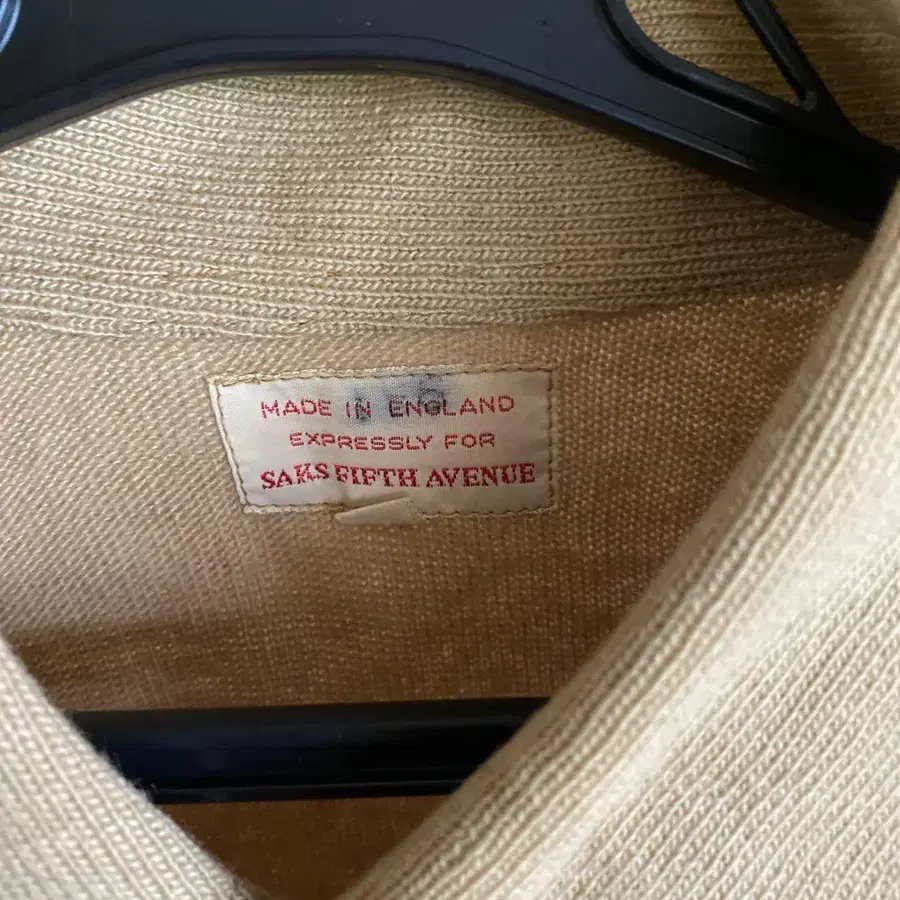 MADE IN ENGLAND
EXPRESSLY FOR
SAKS FIFTH AVENUE